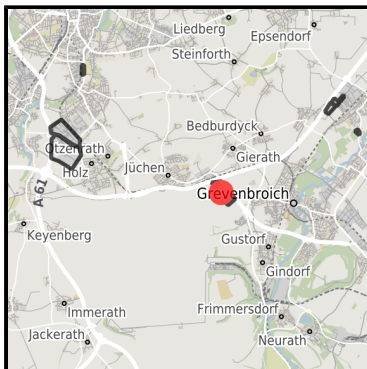 Liedberg
Epsendorf
Steinforth
Bedburdyck
Otzenrath
Holz
Jüchen
Gierath
A 61
Grevenbroich
Keyenberg
Gustorf
Gindorf
Immerath
Frimmersdorf
Jackerath
Neurath